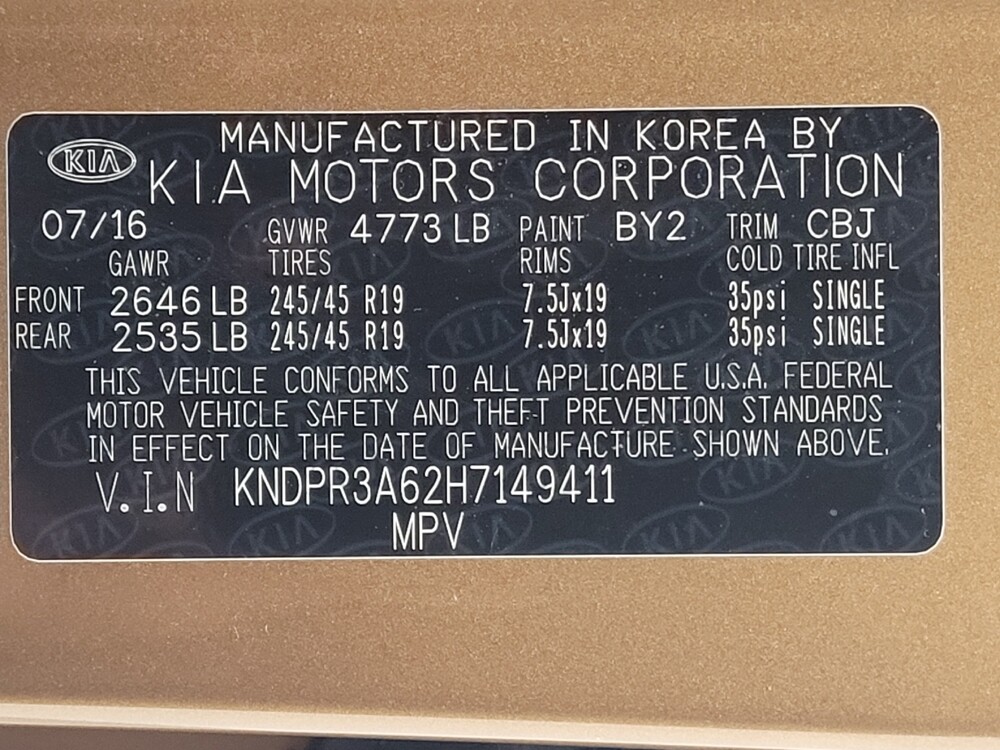 KIA MANUFACTURED IN KOREA BY
KIA MOTORS CORPORATION
07/16 GVWR 4773 LB PAINT BY2 TRIM CBJ
GAWR TIRES RIMS COLD TIRE INFL
FRONT 2646 LB 245/45 R19 7.5Jx19 35psi SINGLE
REAR 2535 LB 245/45 R19 7.5Jx19 35psi SINGLE
THIS VEHICLE CONFORMS TO ALL APPLICABLE U.S.A. FEDERAL
MOTOR VEHICLE SAFETY AND THEFT PREVENTION STANDARDS
IN EFFECT ON THE DATE OF MANUFACTURE SHOWN ABOVE.
V.I.N KNDPR3A62H7149411
MPV